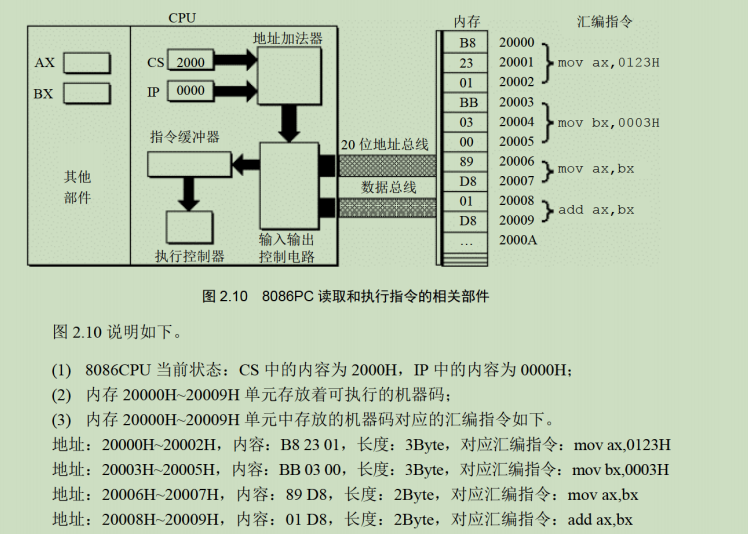 CPU
内存
汇编指令
地址加法器
AX
BX
CS 2000
IP 0000
指令缓冲器
其他
部件
执行控制器
输入输出
控制电路
20 位地址总线
数据总线
B8 20000
23 20001 mov ax,0123H
01 20002
BB 20003
03 20004 mov bx,0003H
00 20005
89 20006 mov ax,bx
D8 20007
01 20008 add ax,bx
D8 20009
… 2000A
图 2.10 8086PC 读取和执行指令的相关部件
图 2.10 说明如下。
(1) 8086CPU 当前状态：CS 中的内容为 2000H，IP 中的内容为 0000H；
(2) 内存 20000H~20009H 单元存放着可执行的机器码；
(3) 内存 20000H~20009H 单元中存放的机器码对应的汇编指令如下。
地址：20000H~20002H，内容：B8 23 01，长度：3Byte，对应汇编指令：mov ax,0123H
地址：20003H~20005H，内容：BB 03 00，长度：3Byte，对应汇编指令：mov bx,0003H
地址：20006H~20007H，内容：89 D8，长度：2Byte，对应汇编指令：mov ax,bx
地址：20008H~20009H，内容：01 D8，长度：2Byte，对应汇编指令：add ax,bx